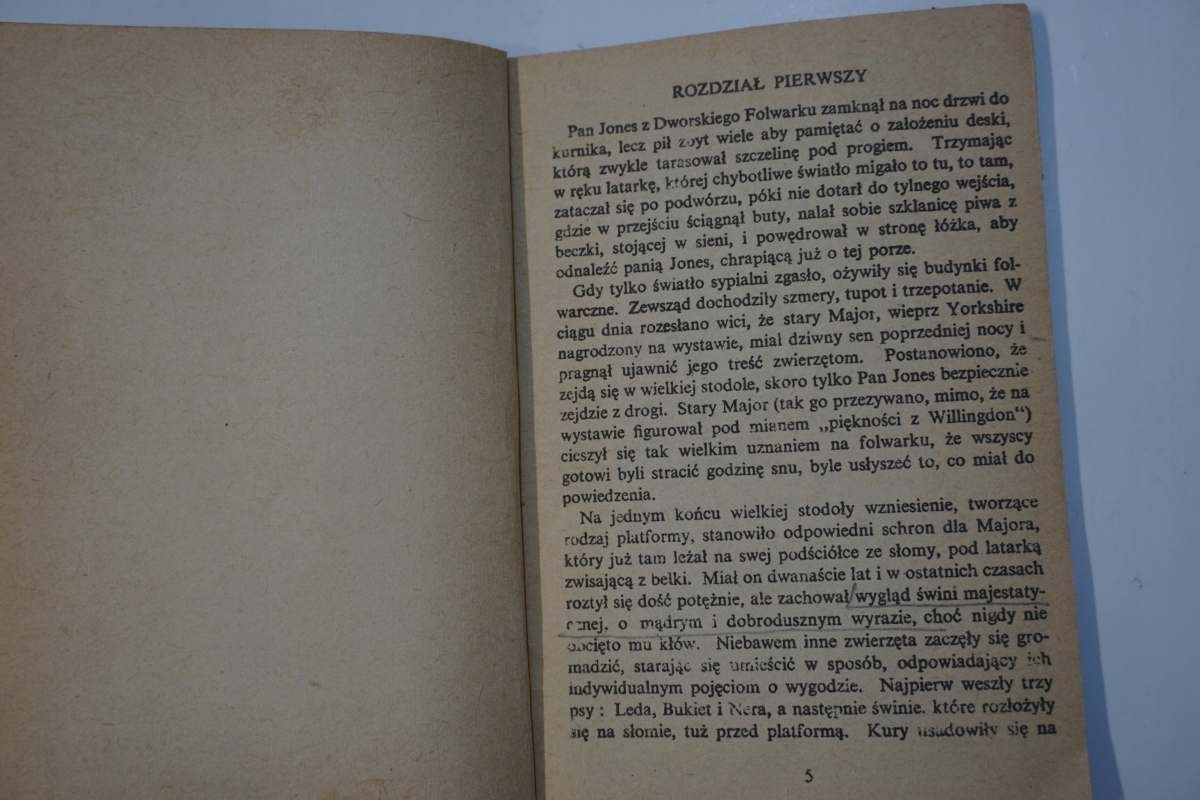 ROZDZIAŁ PIERWSZY
Pan Jones z Dworskiego Folwarku zamknął na noc drzwi do
kurnika, lecz pił zbyt wiele aby pamiętać o założeniu deski,
którą zwykle tarasował szczelinę pod progiem. Trzymając
w ręku latarkę, której chybotliwe światło migało to tu, to tam,
zataczał się po podwórzu, póki nie dotarł do tylnego wejścia,
gdzie w przejściu ściągnął buty, nalał sobie szklanicę piwa z
beczki, stojącej w sieni, i powędrował w stronę łóżka, aby
odnaleźć panią Jones, chrapiącą już o tej porze.
Gdy tylko światło sypialni zgasło, ożywiły się budynki fol-
warczne. Zewsząd dochodziły szmery, tupot i trzepotanie. W
ciągu dnia rozesłano wici, że stary Major, wieprz Yorkshire
nagrodzony na wystawie, miał dziwny sen poprzedniej nocy i
pragnął ujawnić jego treść zwierzętom. Postanowiono, że
zejdą się w wielkiej stodole, skoro tylko Pan Jones bezpiecznie
zejdzie z drogi. Stary Major (tak go przezywano, mimo, że na
wystawie figurował pod mianem „piękności z Willingdon“)
cieszył się tak wielkim uznaniem na folwarku, że wszyscy
gotowi byli stracić godzinę snu, byle usłyszeć to, co miał do
powiedzenia.
Na jednym końcu wielkiej stodoły wzniesienie, tworzące
rodzaj platformy, stanowiło odpowiedni schron dla Majora,
który już tam leżał na swej podściółce ze słomy, pod latarką
zwisającą z belki. Miał on dwanaście lat i w ostatnich czasach
roztył się dość potężnie, ale zachował wygląd świni majestaty-
cznej, o mądrym i dobrodusznym wyrazie, choć nigdy nie
obcięto mu kłów. Niebawem inne zwierzęta zaczęły się gro-
madzić, starając się umieścić w sposób, odpowiadający ich
indywidualnym pojęciom o wygodzie. Najpierw weszły trzy
psy : Leda, Bukiet i Nera, a następnie świnie. które rozłożyły
się na słomie, tuż przed platformą. Kury usadowiły się na
5